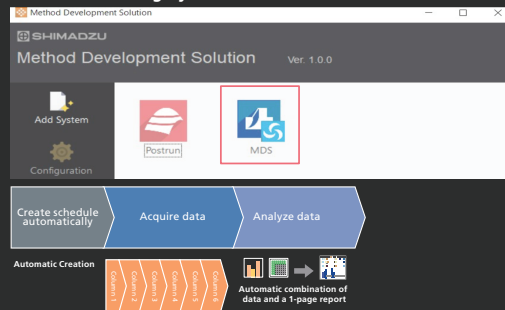 Method Development Solution
SHIMADZU
Method Development Solution Ver. 1.0.0
Add System
Postrun
MDS
Configuration
Create schedule
automatically
Acquire data
Analyze data
Automatic Creation
Column 1
Column 2
Column 3
Column 4
Column 5
Column 6
Automatic combination of
data and a 1-page report